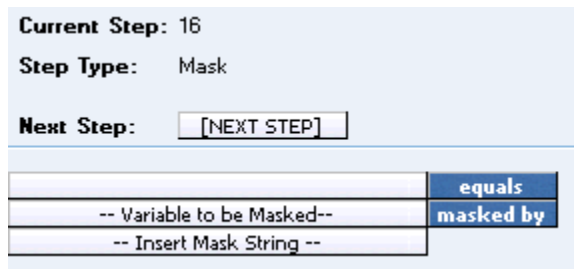 Current Step: 16
Step Type: Mask
Next Step: [NEXT STEP]
equals
-- Variable to be Masked-- masked by
-- Insert Mask String --